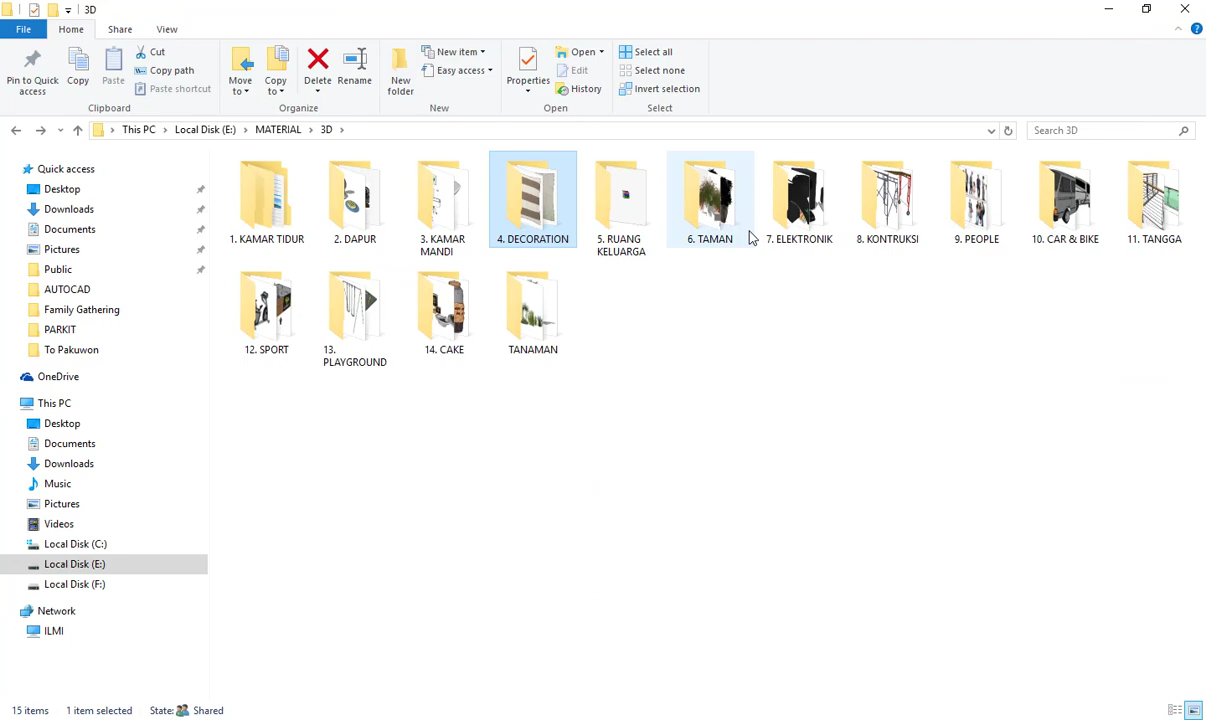 3D
File
Home
Share
View
Pin to Quick
access
Copy
Paste
Cut
Copy path
Paste shortcut
Clipboard
Move
to
Copy
to
Delete
Rename
Organize
New
folder
New item
Easy access
New
Properties
Open
Edit
History
Open
Select all
Select none
Invert selection
Select
This PC
Local Disk (E:)
MATERIAL
3D
Search 3D
Quick access
Desktop
Downloads
Documents
Pictures
Public
AUTOCAD
Family Gathering
PARKIT
To Pakuwon
OneDrive
This PC
Desktop
Documents
Downloads
Music
Pictures
Videos
Local Disk (C:)
Local Disk (E:)
Local Disk (F:)
Network
ILMI
1. KAMAR TIDUR
2. DAPUR
3. KAMAR
MANDI
4. DECORATION
5. RUANG
KELUARGA
6. TAMAN
7. ELEKTRONIK
8. KONTRUKSI
9. PEOPLE
10. CAR & BIKE
11. TANGGA
12. SPORT
13.
PLAYGROUND
14. CAKE
TANAMAN
15 items
1 item selected
State:
Shared